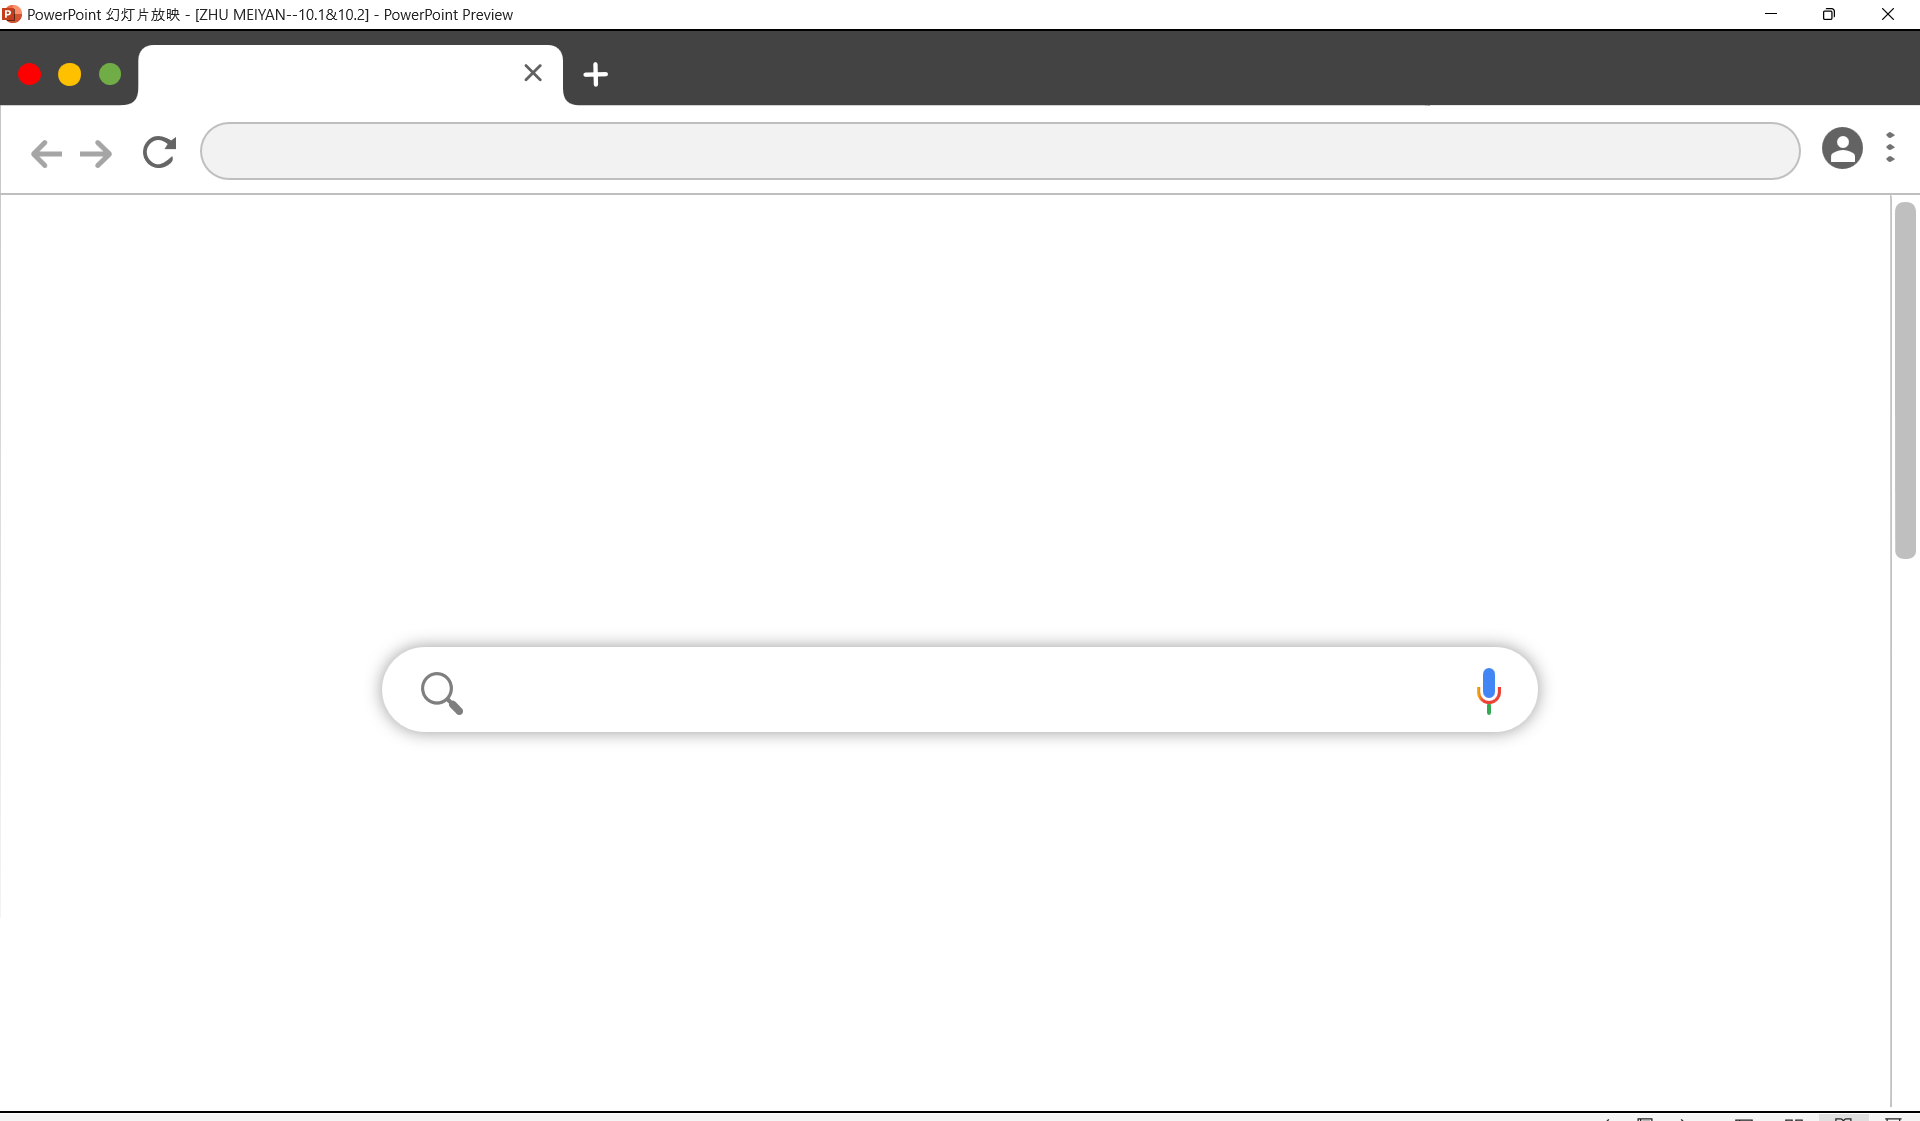 PowerPoint 幻灯片放映 - [ZHU MEIYAN--10.1&10.2] - PowerPoint Preview